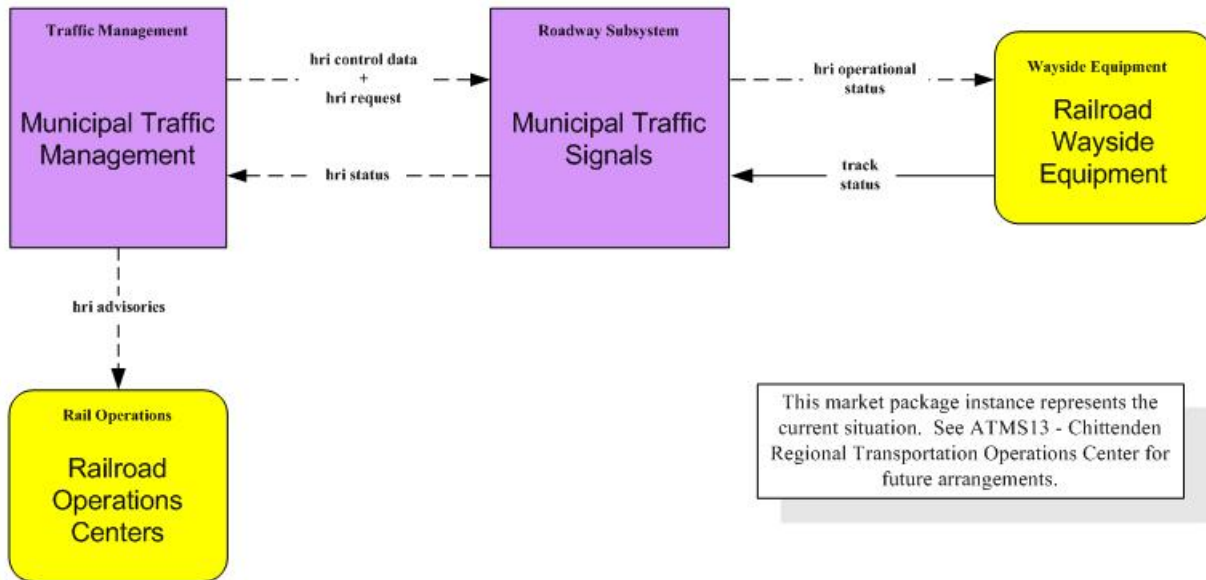 Traffic Management
Municipal Traffic
Management
hri control data
+
hri request
hri status
Roadway Subsystem
Municipal Traffic
Signals
hri operational
status
track
status
Wayside Equipment
Railroad
Wayside
Equipment
hri advisories
Rail Operations
Railroad
Operations
Centers
This market package instance represents the
current situation. See ATMS13 - Chittenden
Regional Transportation Operations Center for
future arrangements.